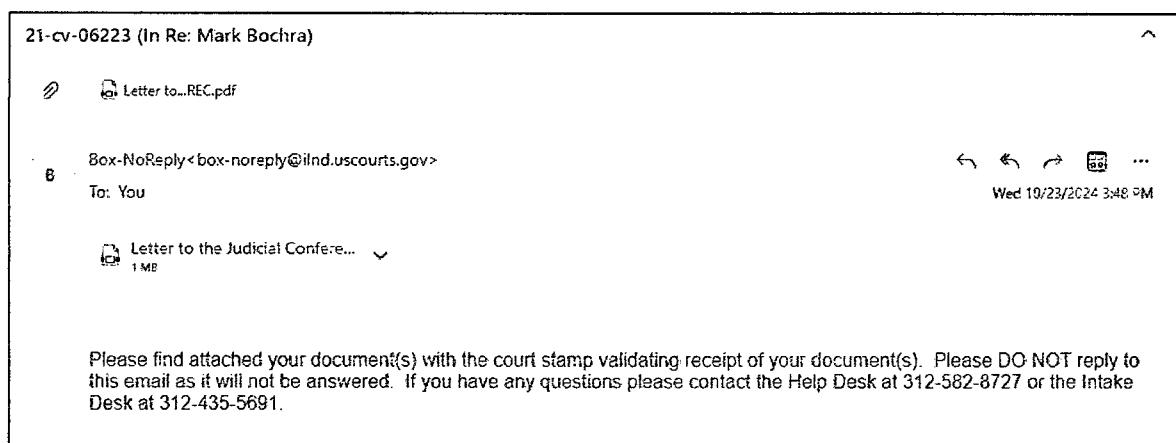 21-cv-06223 (In Re: Mark Bochra)
Letter to...REC.pdf
Box-NoReply<box-noreply@ilnd.uscourts.gov>
B
To: You
Wed 10/23/2024 3:48 PM
Letter to the Judicial Confere...
1 MB
Please find attached your document(s) with the court stamp validating receipt of your document(s). Please DO NOT reply to
this email as it will not be answered. If you have any questions please contact the Help Desk at 312-582-8727 or the Intake
Desk at 312-435-5691.